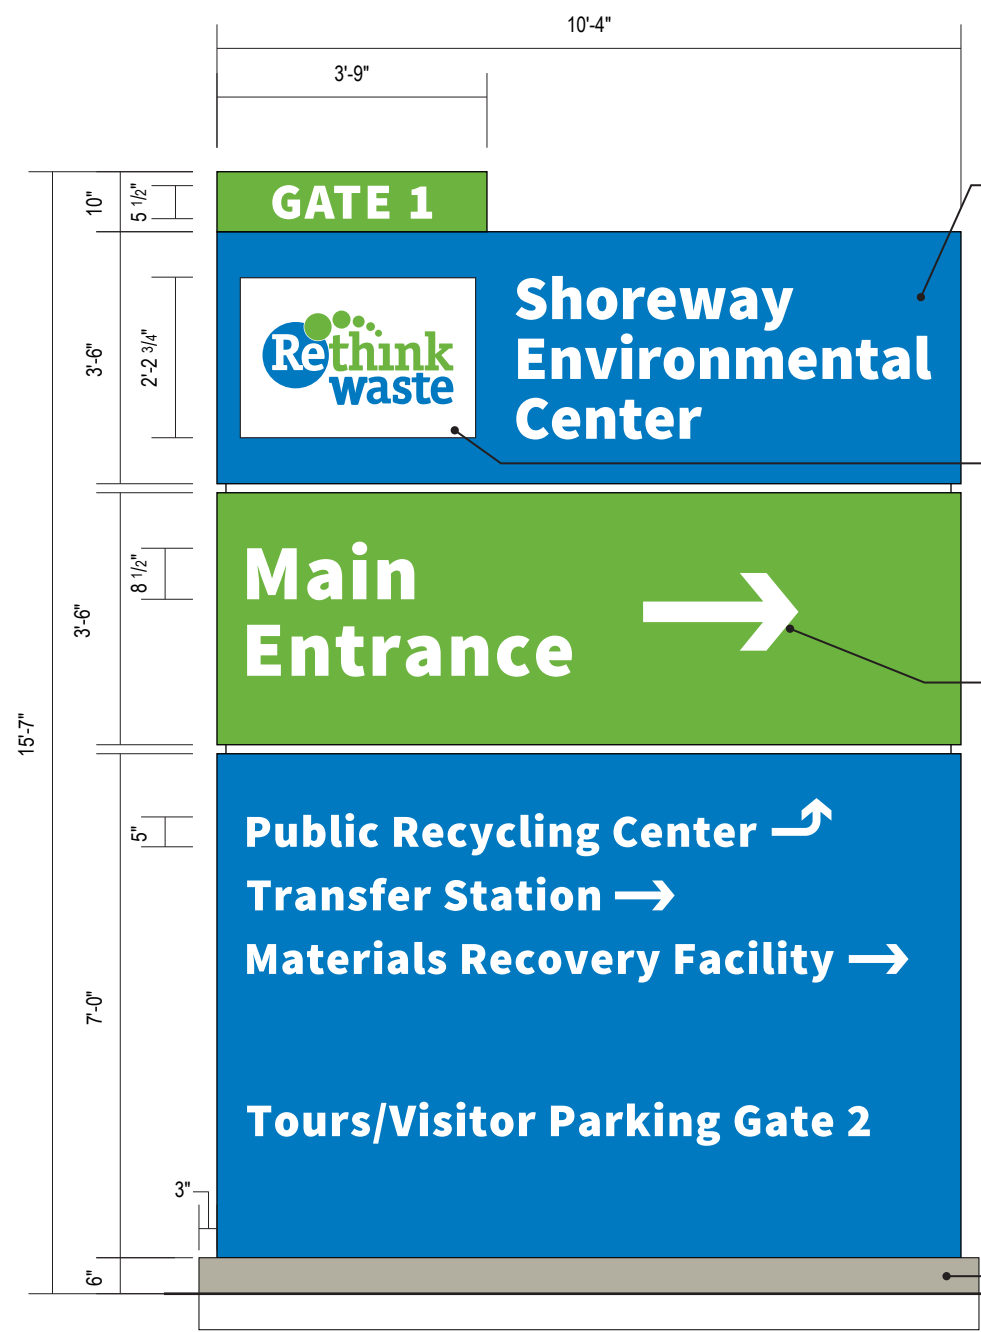 10'-4"
3'-9"
10"
5 1/2"
GATE 1
3'-6"
2'-2 3/4"
Rethink
waste
Shoreway
Environmental
Center
3'-6"
8 1/2"
Main
Entrance
15'-7"
5"
Public Recycling Center
Transfer Station
Materials Recovery Facility
7'-0"
Tours/Visitor Parking Gate 2
3"
6"